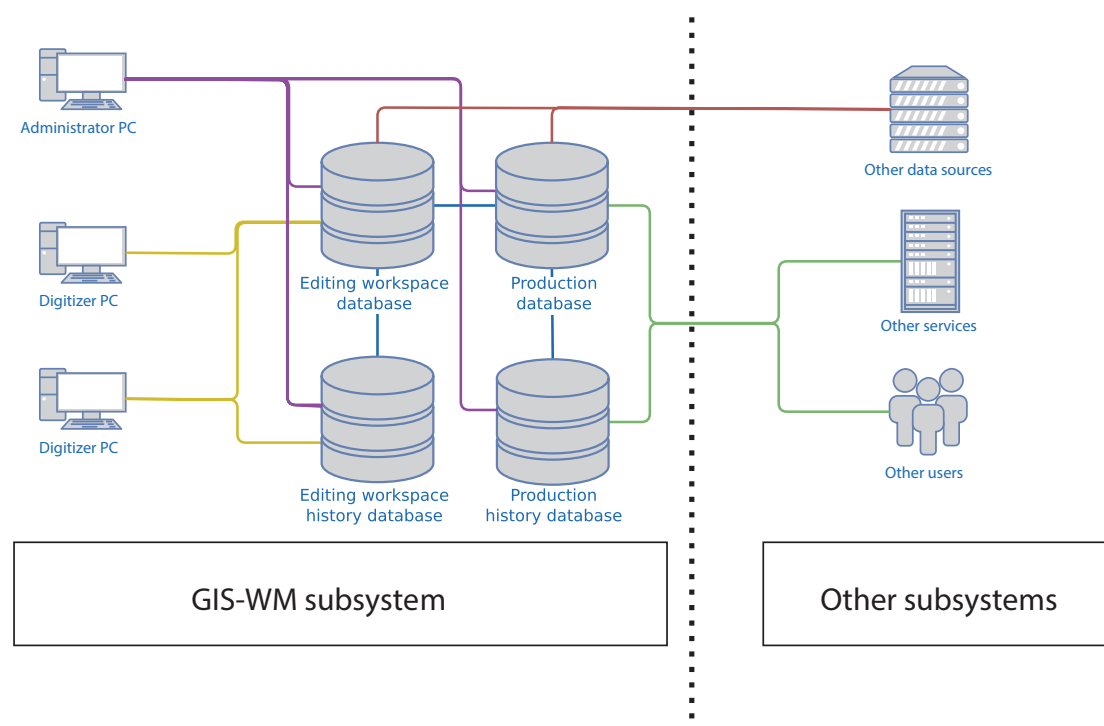 Administrator PC
Other data sources
Editing workspace
database
Production
database
Digitizer PC
Other services
Digitizer PC
Other users
Editing workspace
history database
Production
history database
GIS-WM subsystem
Other subsystems